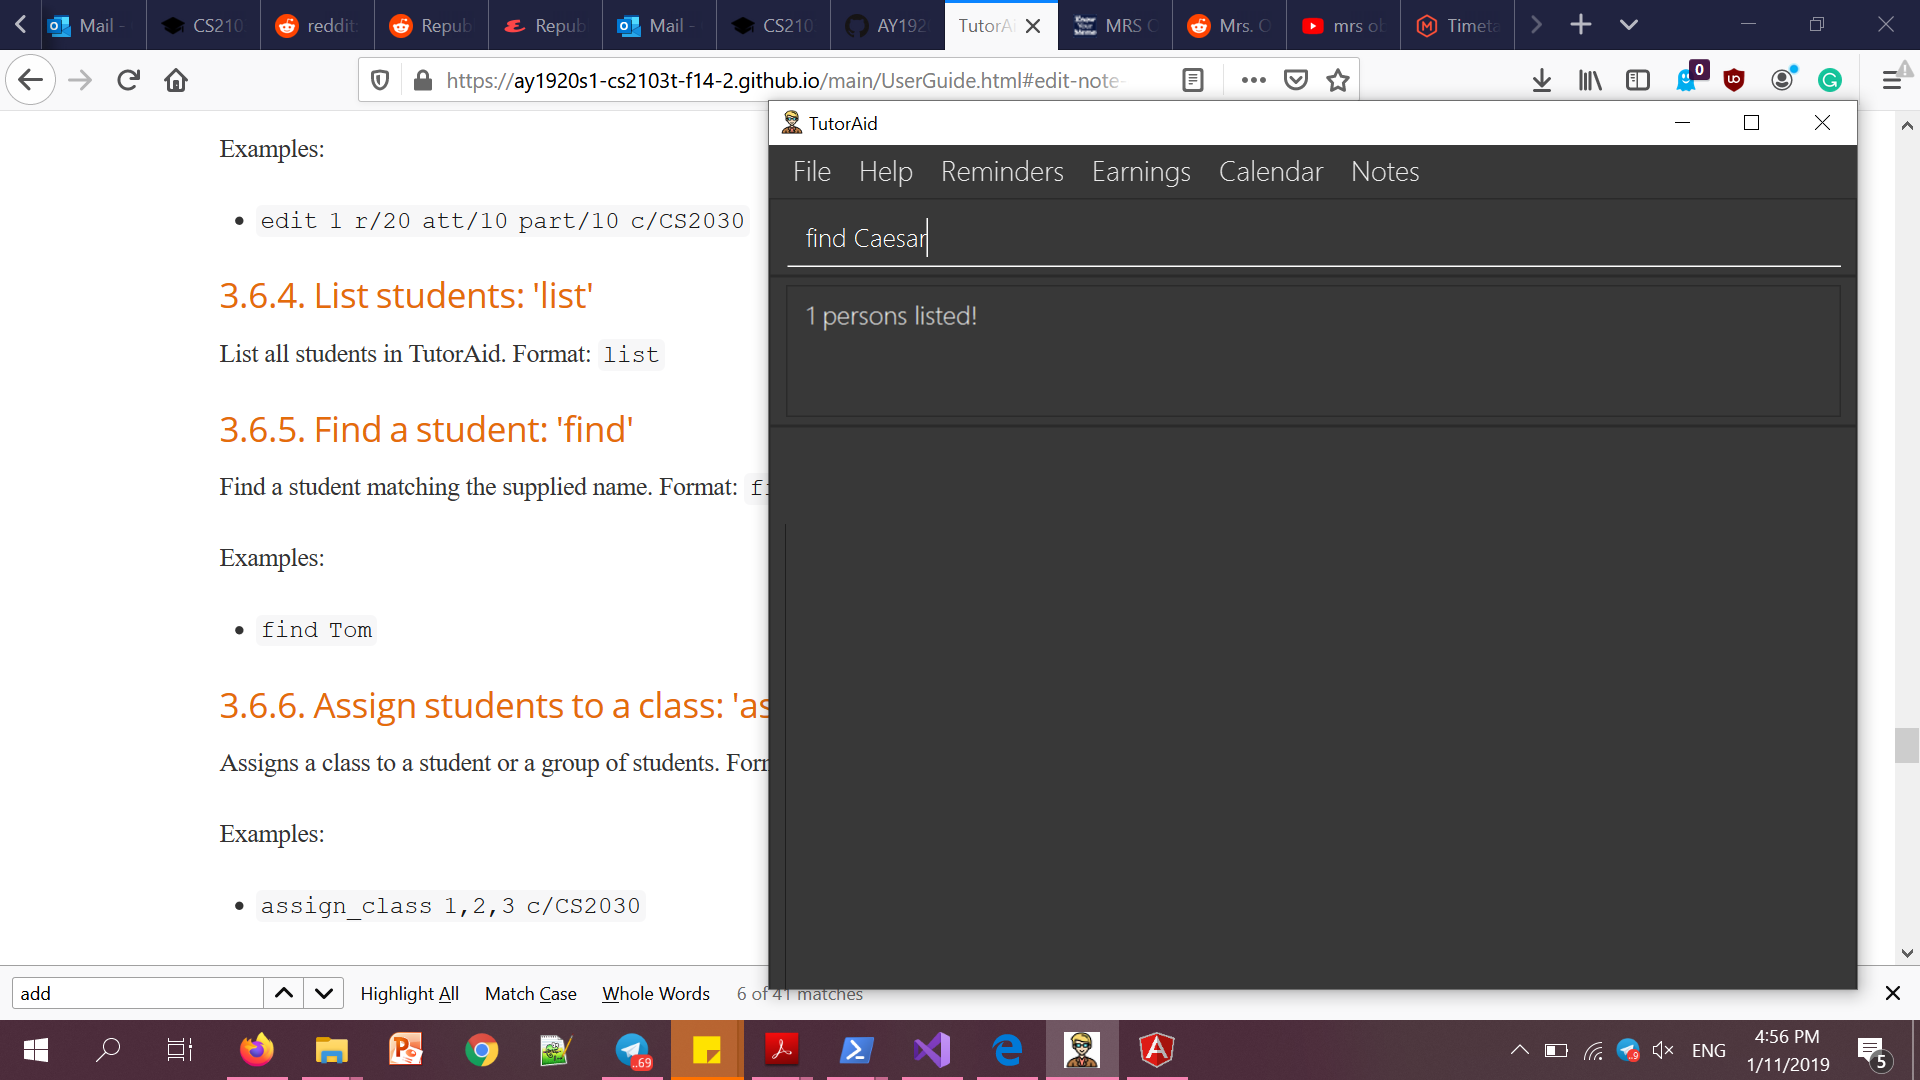 Mail -
CS210
reddit
Repub
Repub
Mail -
CS210
AY192
TutorAi
MRS O
Mrs. O
mrs ob
Timeta
https://ay1920s1-cs2103t-f14-2.github.io/main/UserGuide.html#edit-note-
0
Examples:
edit 1 r/20 att/10 part/10 c/CS2030
3.6.4. List students: 'list'
List all students in TutorAid. Format: list
3.6.5. Find a student: 'find'
Find a student matching the supplied name. Format: fi
Examples:
find Tom
3.6.6. Assign students to a class: 'as
Assigns a class to a student or a group of students. Form
Examples:
assign_class 1,2,3 c/CS2030
TutorAid
File Help Reminders Earnings Calendar Notes
find Caesar
1 persons listed!
add
Highlight All Match Case Whole Words 6 of 41 matches
..69
..9
ENG
4:56 PM
1/11/2019
5